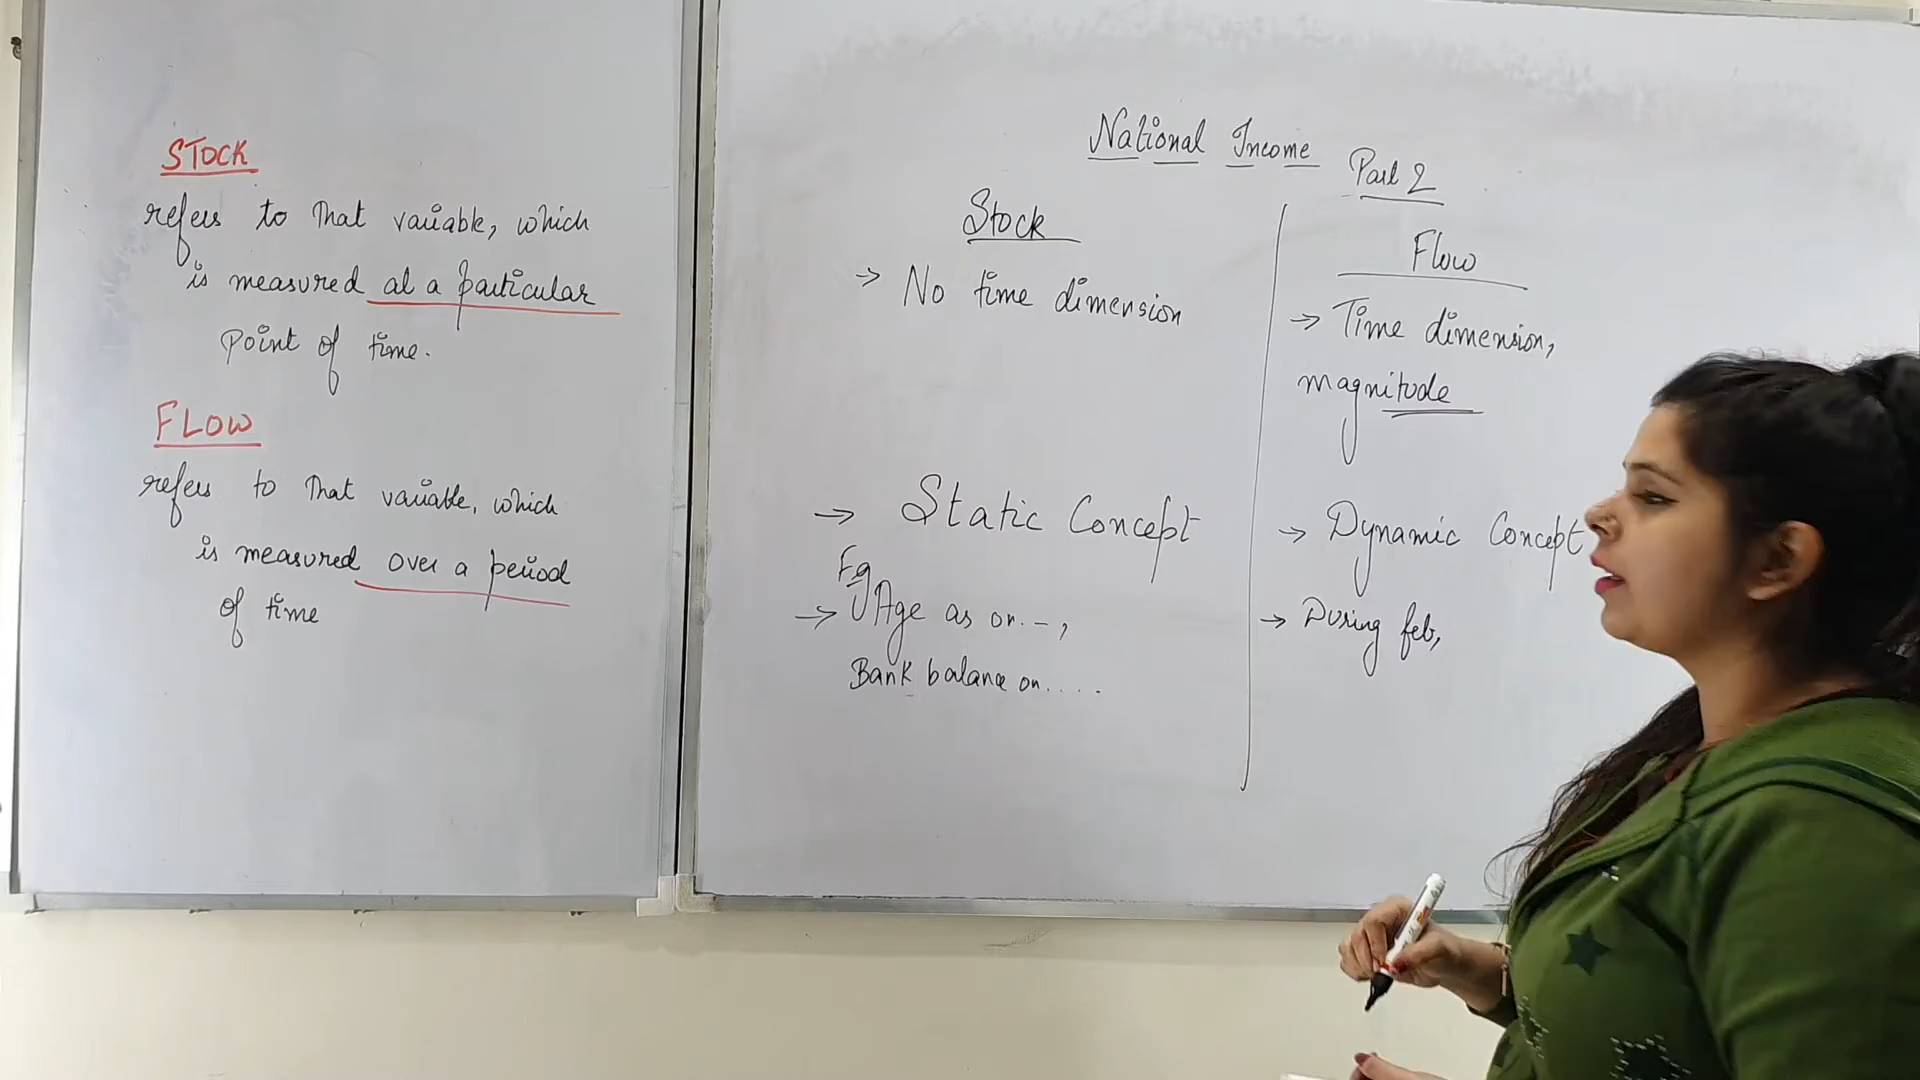 STOCK
refers to that variable, which
is measured at a particular
point of time.
FLOW
refers to that variable, which
is measured over a period
of time
National Income
Part 2
Stock
→ No time dimension
→ Static Concept
Eg
→ Age as on.-,
Bank balance on.....
Flow
→ Time dimension,
magnitude
→ Dynamic Concept
→ During feb,